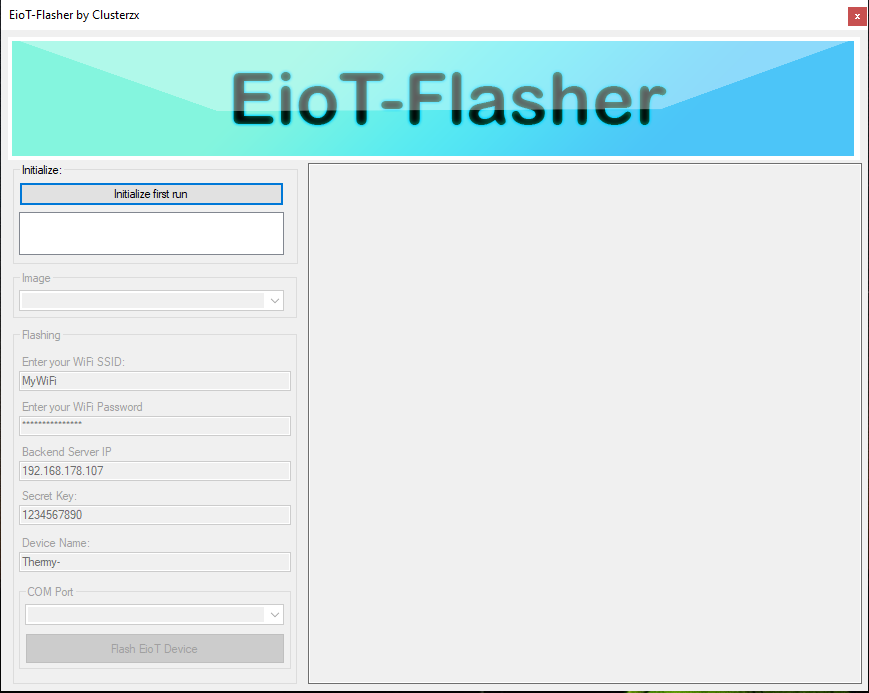 EioT-Flasher by Clusterzx
x
EioT-Flasher
Initialize:
Initialize first run
Image
Flashing
Enter your WiFi SSID:
MyWiFi
Enter your WiFi Password
***************
Backend Server IP
192.168.178.107
Secret Key:
1234567890
Device Name:
Thermy-
COM Port
Flash EioT Device